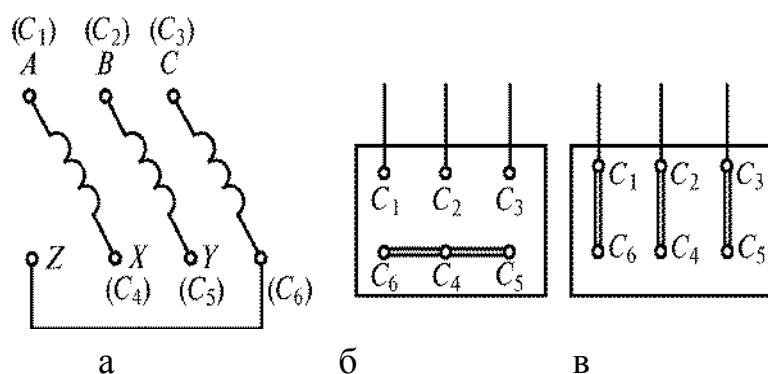 (C₁) (C₂) (C₃)
A B C
C₁ C₂ C₃
C₁ C₂ C₃
Z X Y
(C₄) (C₅) (C₆)
C₆ C₄ C₅
C₆ C₄ C₅
а б в